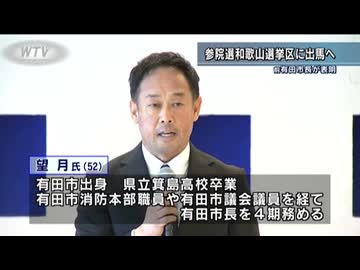 WTV
参院選和歌山選挙区に出馬へ
前有田市長が表明
望月氏(52)
有田市出身 県立箕島高校卒業
有田市消防本部職員や有田市議会議員を経て
有田市長を4期務める